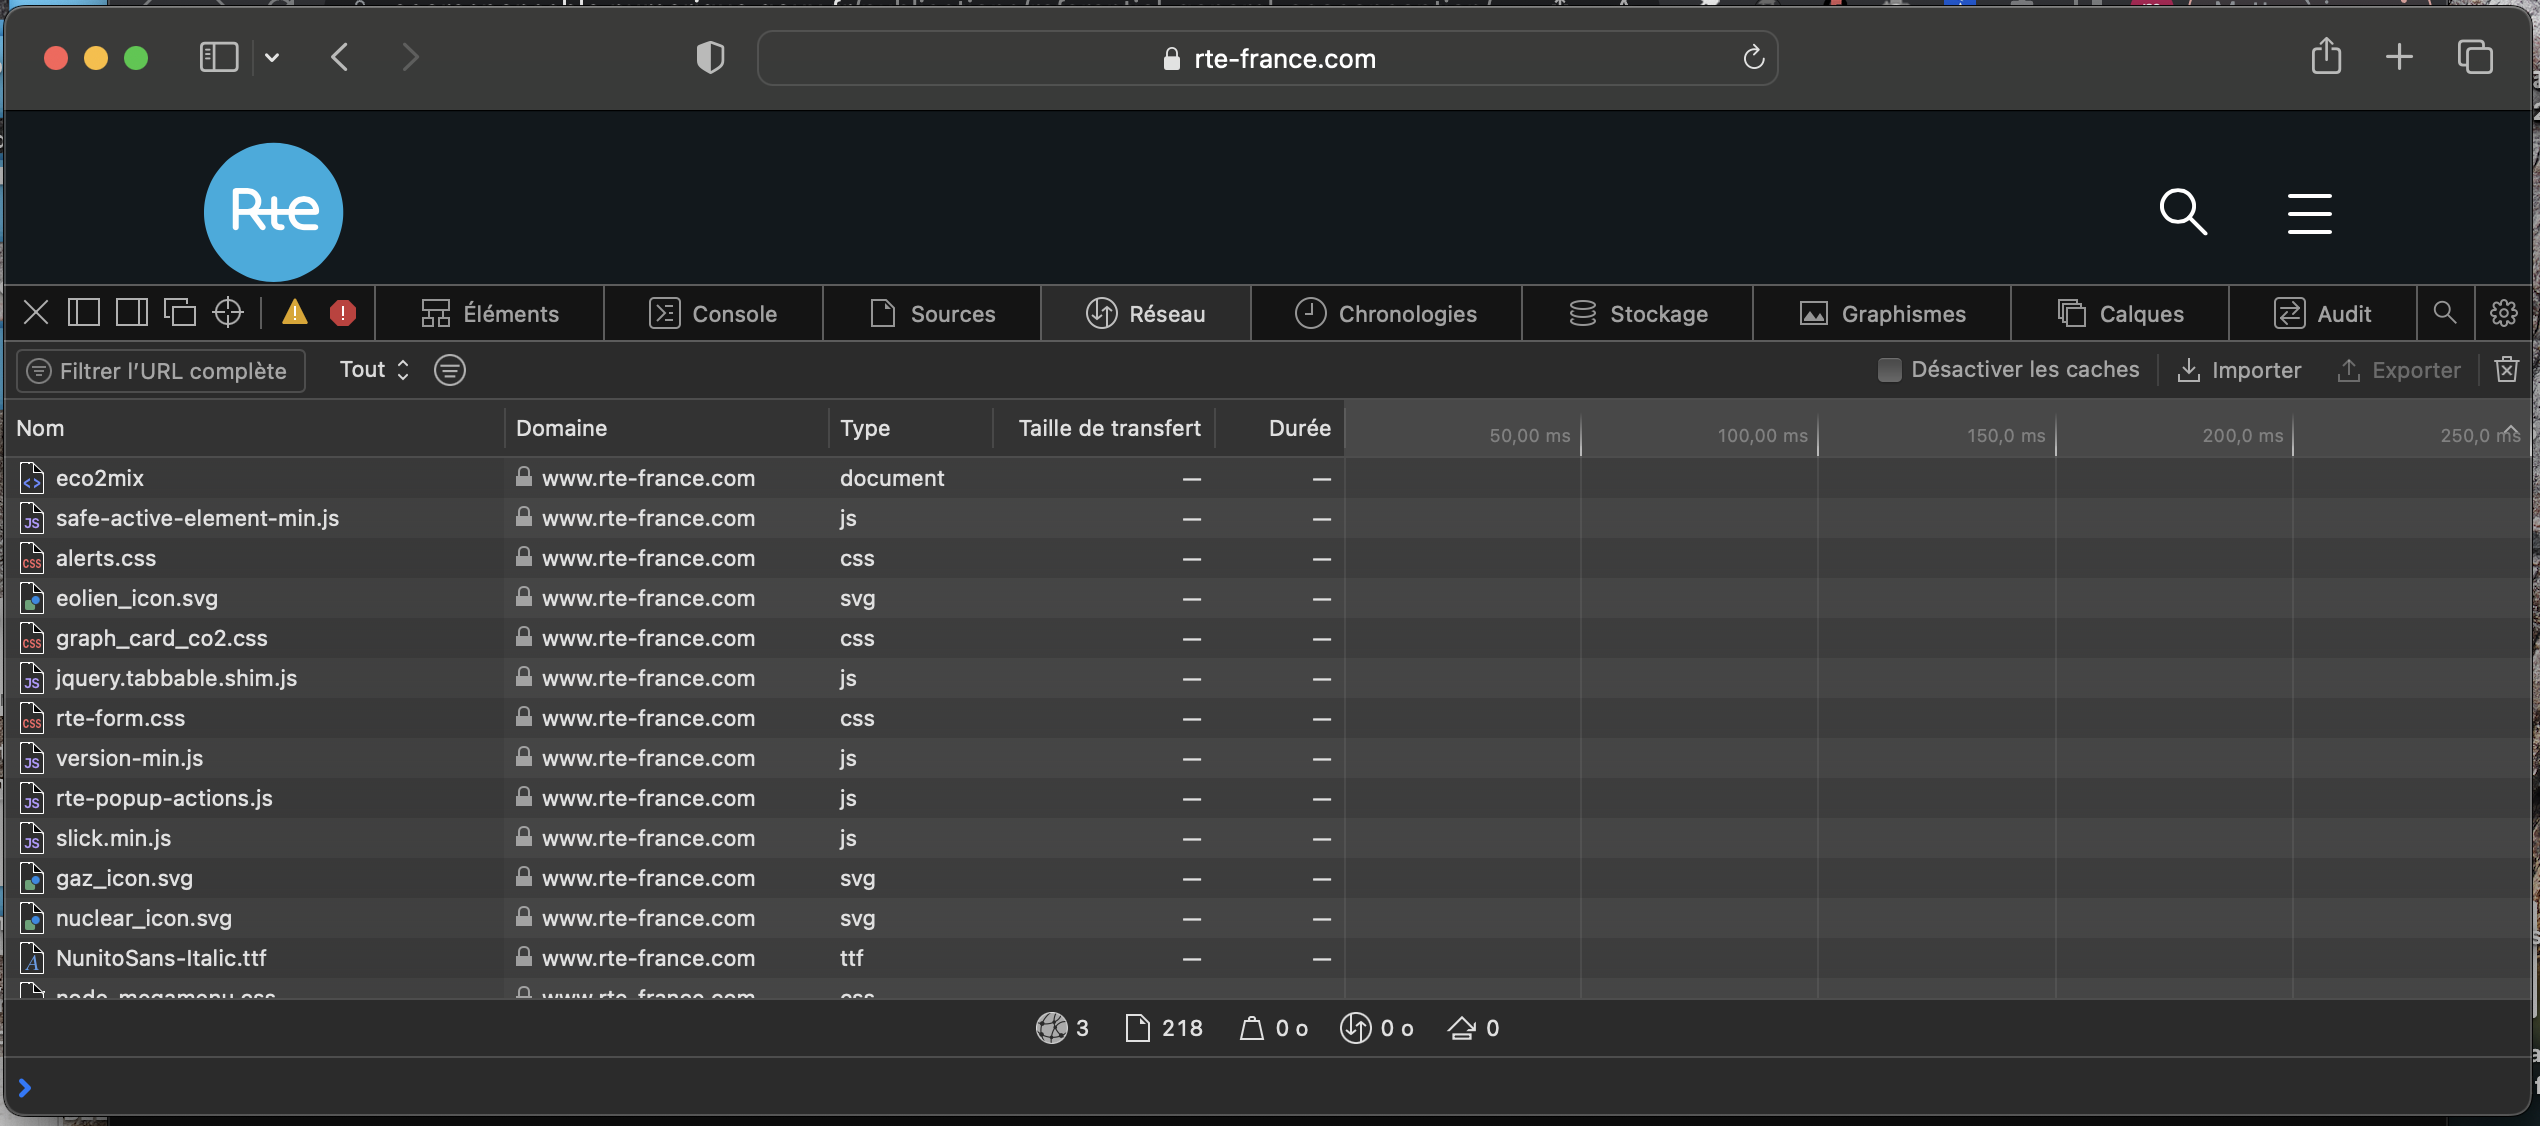 rte-france.com
Rte
Éléments Console Sources Réseau Chronologies Stockage Graphismes Calques Audit
Filtrer l’URL complète Tout Désactiver les caches Importer Exporter
Nom Domaine Type Taille de transfert Durée 50,00 ms 100,00 ms 150,0 ms 200,0 ms 250,0 ms
eco2mix www.rte-france.com document — —
safe-active-element-min.js www.rte-france.com js — —
alerts.css www.rte-france.com css — —
eolien_icon.svg www.rte-france.com svg — —
graph_card_co2.css www.rte-france.com css — —
jquery.tabbable.shim.js www.rte-france.com js — —
rte-form.css www.rte-france.com css — —
version-min.js www.rte-france.com js — —
rte-popup-actions.js www.rte-france.com js — —
slick.min.js www.rte-france.com js — —
gaz_icon.svg www.rte-france.com svg — —
nuclear_icon.svg www.rte-france.com svg — —
NunitoSans-Italic.ttf www.rte-france.com ttf — —
node_megamenu.css www.rte-france.com css
3 218 0 o 0 o 0